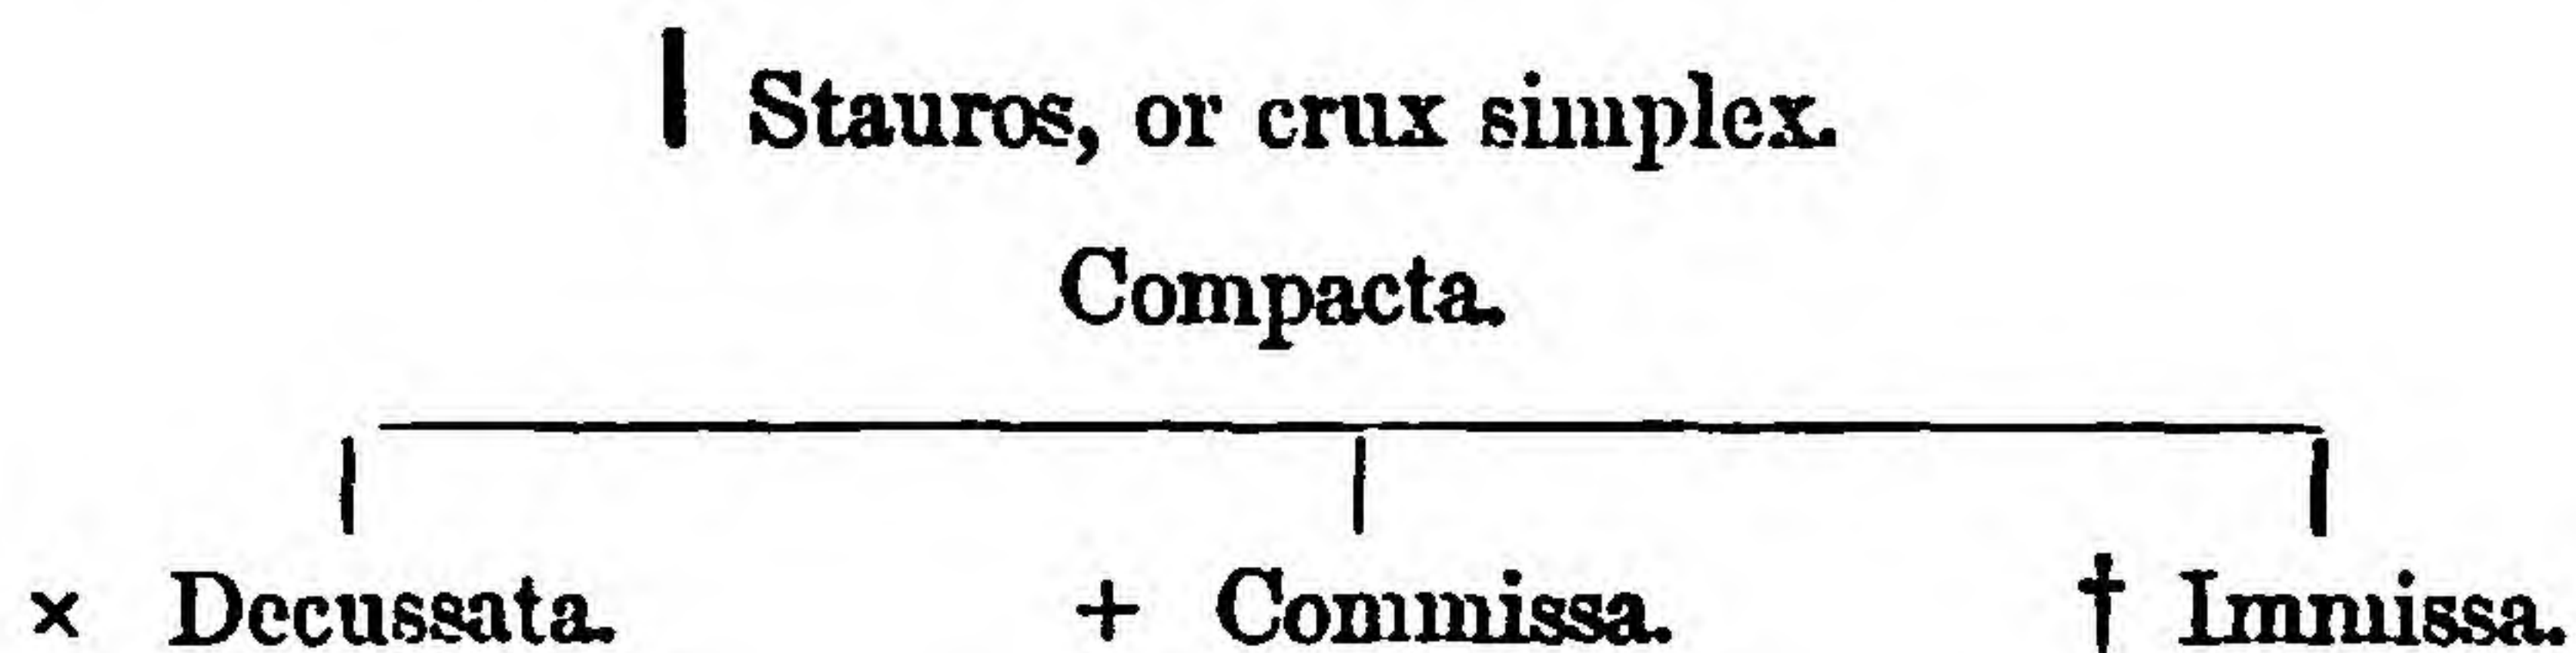 | Stauros, or crux simplex.
Compacta.
× Decussata. + Commissa. † Immissa.